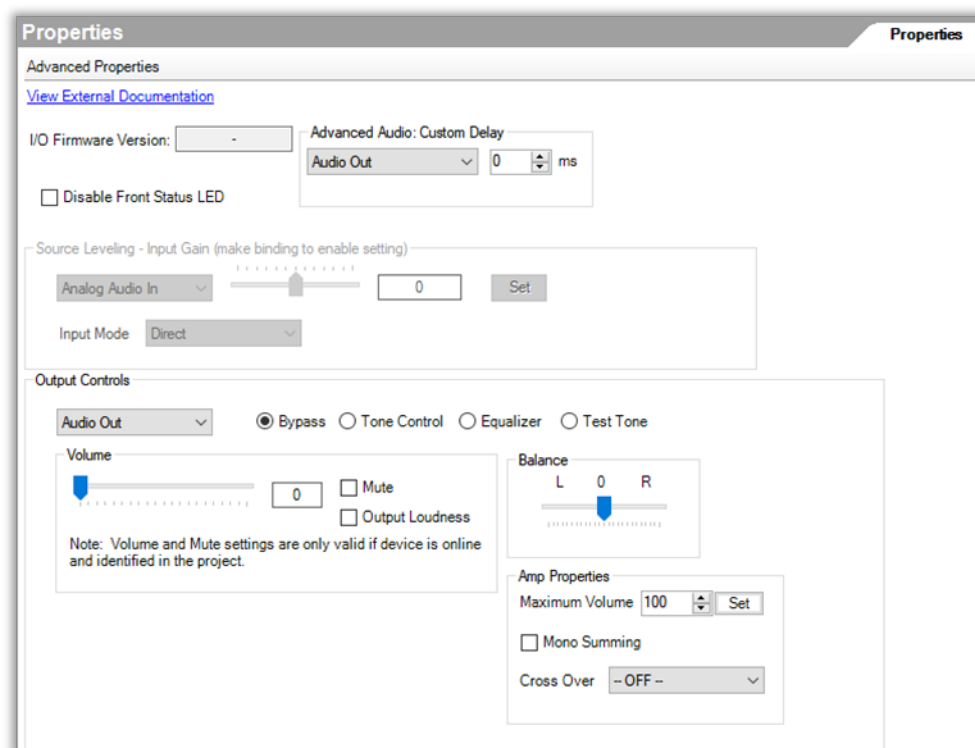 Properties
Properties
Advanced Properties
View External Documentation
I/O Firmware Version: -
Advanced Audio: Custom Delay
Audio Out 0 ms
Disable Front Status LED
Source Leveling - Input Gain (make binding to enable setting)
Analog Audio In 0 Set
Input Mode Direct
Output Controls
Audio Out Bypass Tone Control Equalizer Test Tone
Volume
0 Mute
Output Loudness
Note: Volume and Mute settings are only valid if device is online
and identified in the project.
Balance
L 0 R
Amp Properties
Maximum Volume 100 Set
Mono Summing
Cross Over -- OFF --